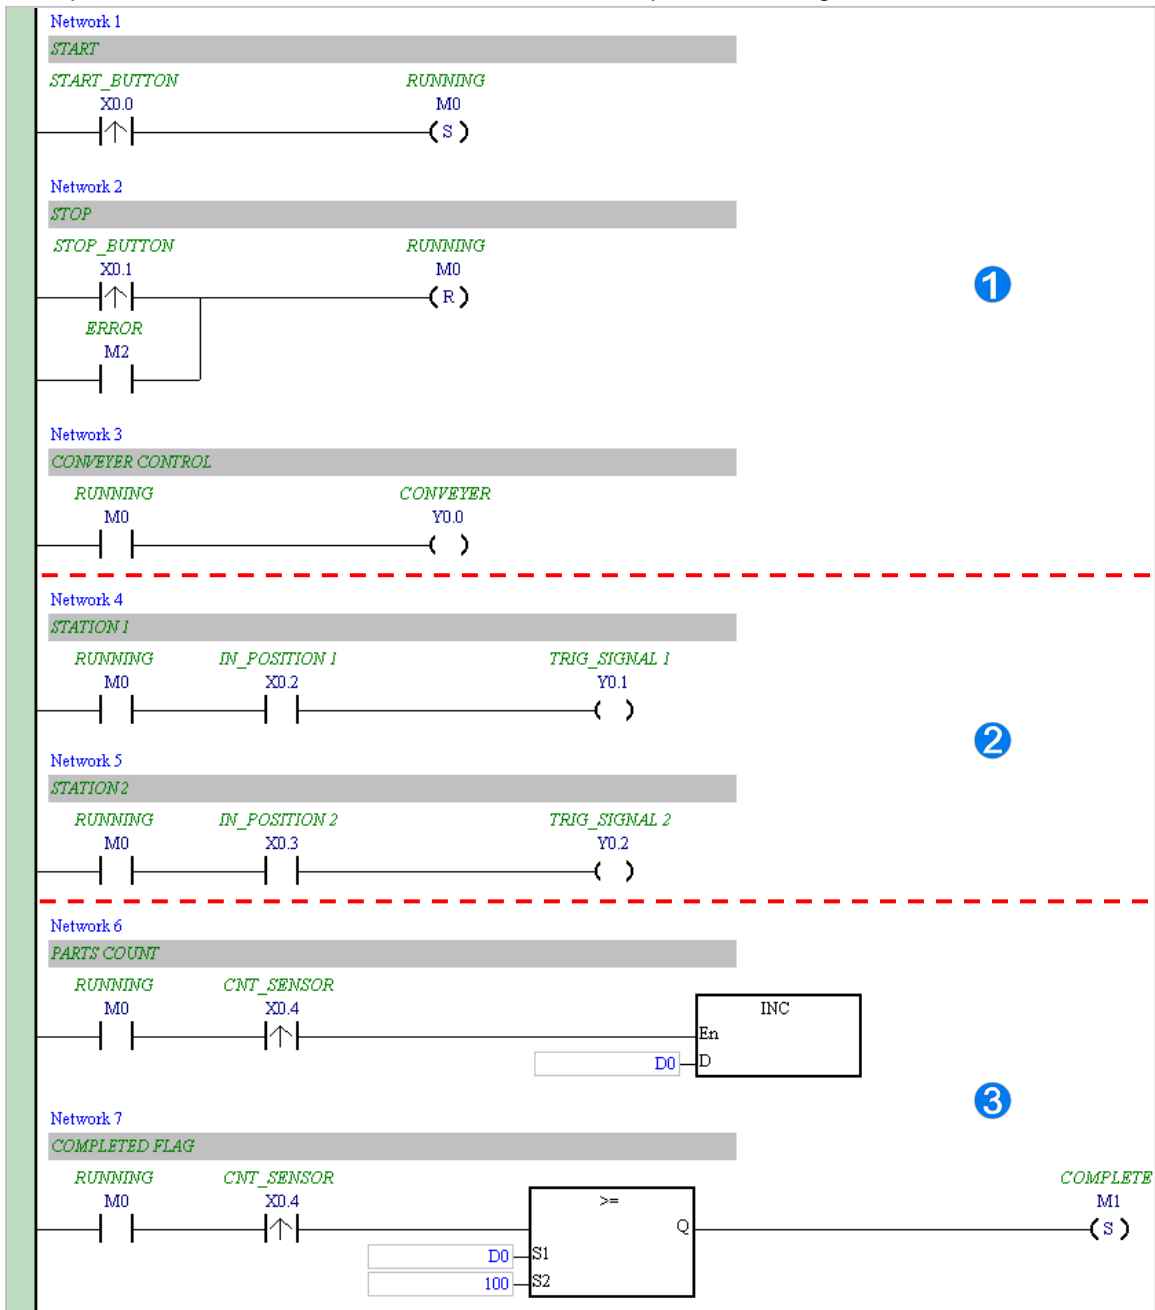 Network 1
START
START_BUTTON RUNNING
X0.0 M0
S
Network 2
STOP
STOP_BUTTON RUNNING
X0.1 M0
R
ERROR
M2
1
Network 3
CONVEYER CONTROL
RUNNING CONVEYER
M0 Y0.0
Network 4
STATION 1
RUNNING IN_POSITION 1 TRIG_SIGNAL 1
M0 X0.2 Y0.1
2
Network 5
STATION2
RUNNING IN_POSITION 2 TRIG_SIGNAL 2
M0 X0.3 Y0.2
Network 6
PARTS COUNT
RUNNING CNT_SENSOR
M0 X0.4 INC
En
D0 D
3
Network 7
COMPLETED FLAG
RUNNING CNT_SENSOR COMPLETE
M0 X0.4 >= M1
Q S
D0 S1
100 S2